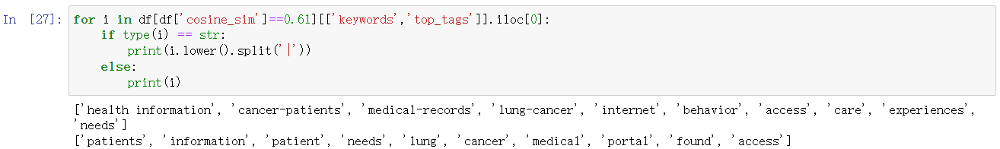 In [27]: for i in df[df['cosine_sim']==0.61][['keywords','top_tags']].iloc[0]:
    if type(i) == str:
        print(i.lower().split('|'))
    else:
        print(i)
['health information', 'cancer-patients', 'medical-records', 'lung-cancer', 'internet', 'behavior', 'access', 'care', 'experiences',
'needs']
['patients', 'information', 'patient', 'needs', 'lung', 'cancer', 'medical', 'portal', 'found', 'access']